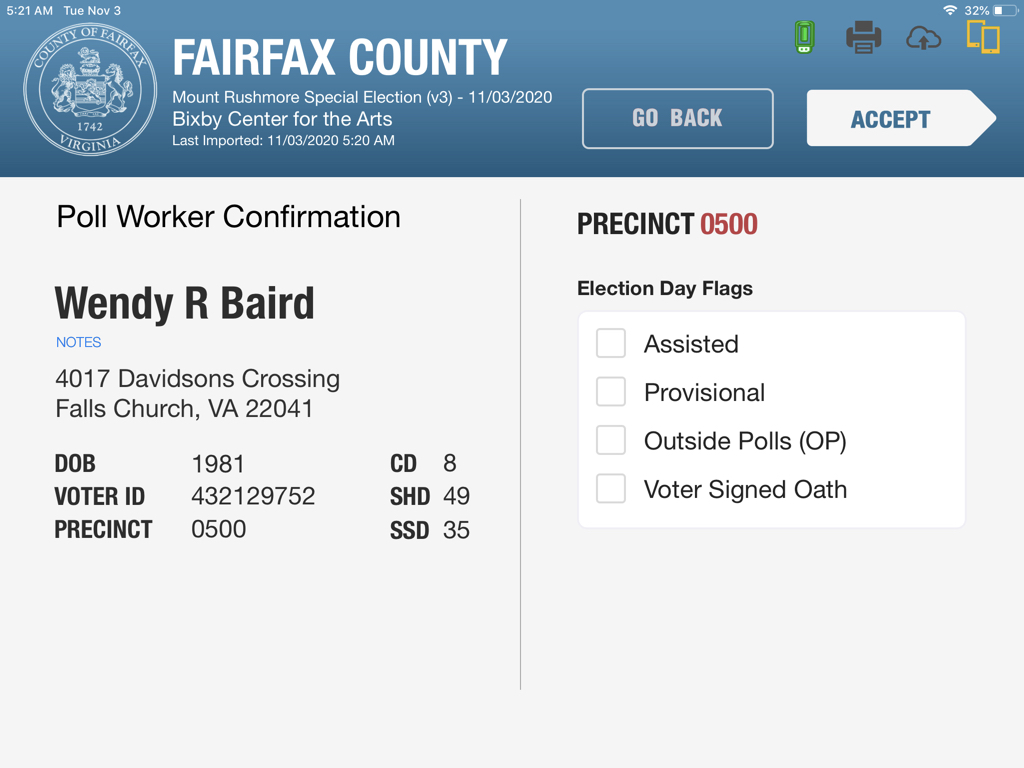 5:21 AM Tue Nov 3
32%
COUNTY OF FAIRFAX
1742
VIRGINIA
FAIRFAX COUNTY
Mount Rushmore Special Election (v3) - 11/03/2020
Bixby Center for the Arts
Last Imported: 11/03/2020 5:20 AM
GO BACK
ACCEPT
Poll Worker Confirmation
Wendy R Baird
NOTES
4017 Davidsons Crossing
Falls Church, VA 22041
DOB 1981 CD 8
VOTER ID 432129752 SHD 49
PRECINCT 0500 SSD 35
PRECINCT 0500
Election Day Flags
Assisted
Provisional
Outside Polls (OP)
Voter Signed Oath